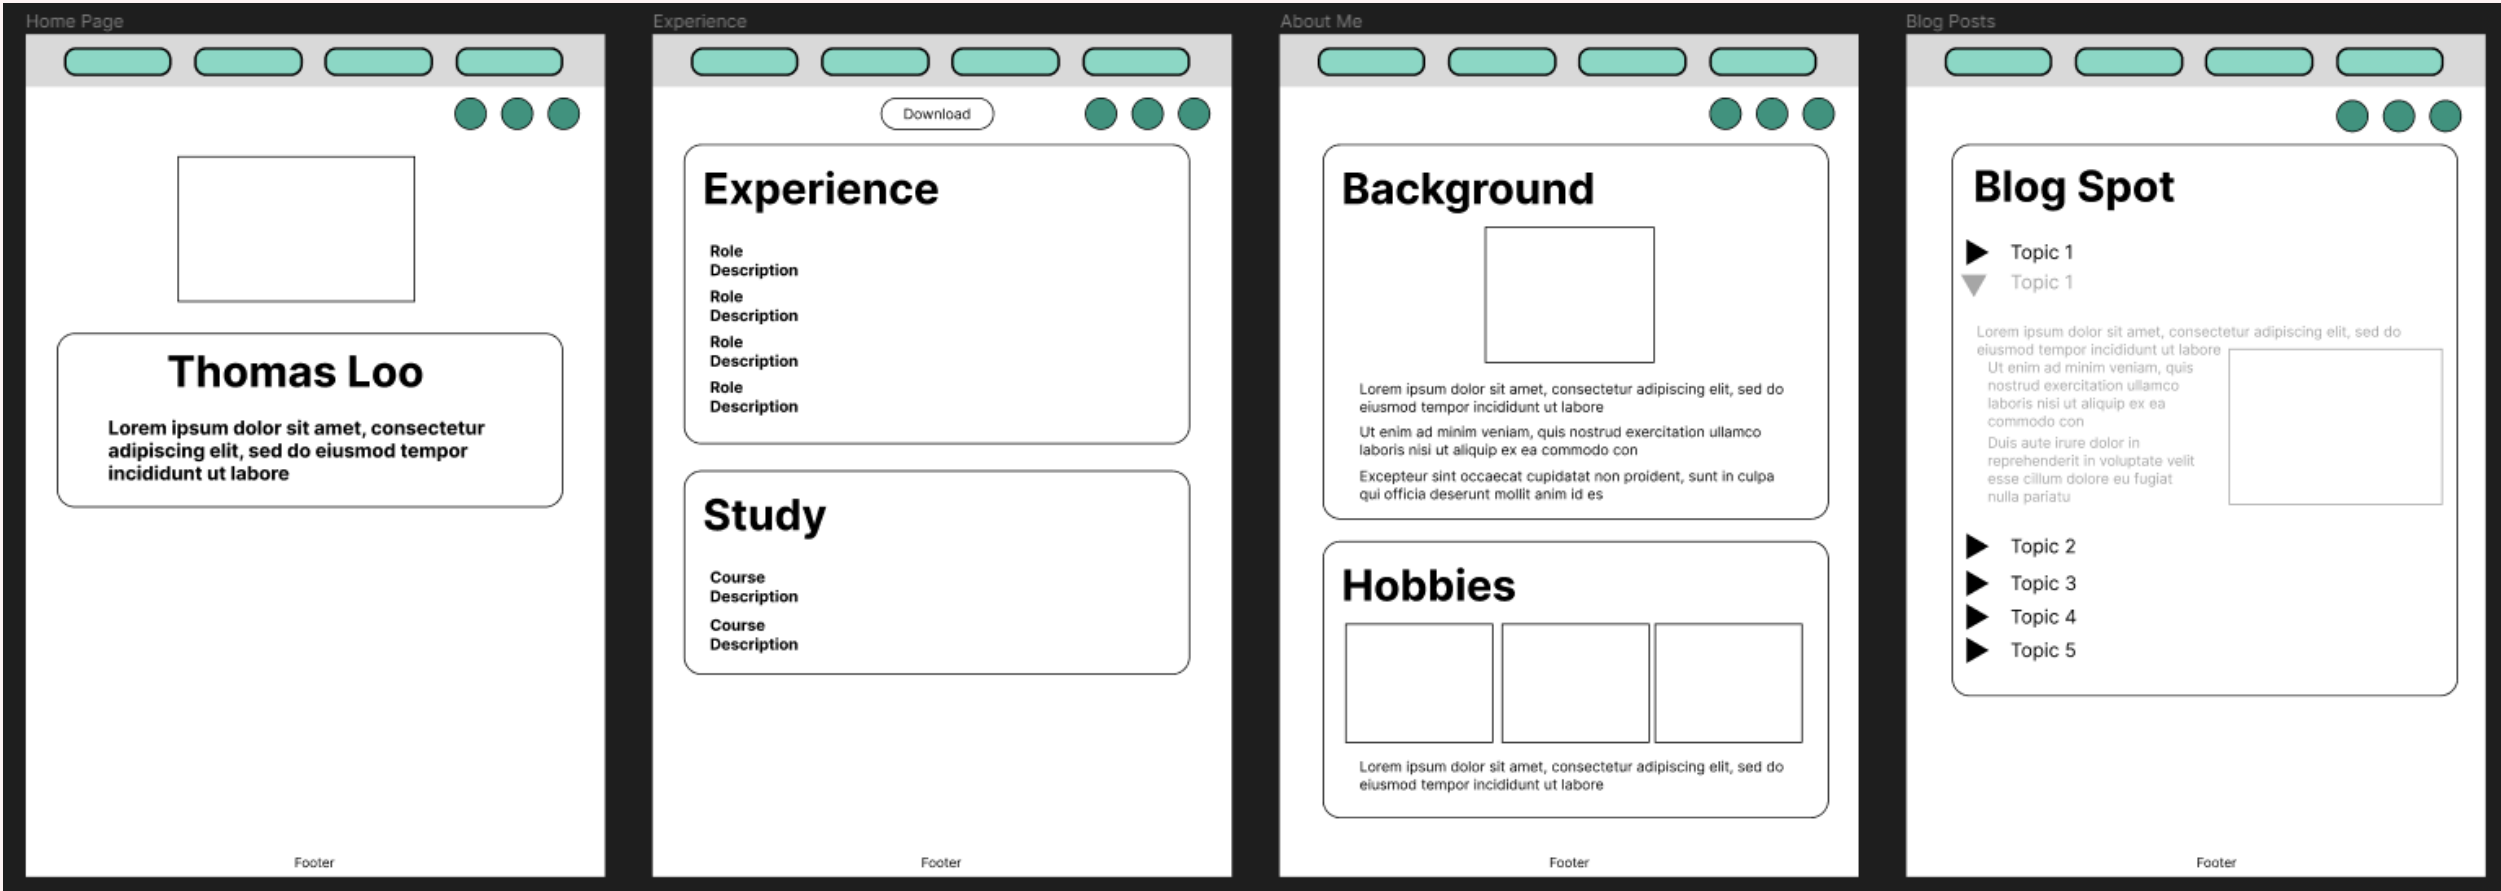 Home Page
Thomas Loo
Lorem ipsum dolor sit amet, consectetur
adipiscing elit, sed do eiusmod tempor
incididunt ut labore
Footer
Experience
Download
Experience
Role
Description
Role
Description
Role
Description
Role
Description
Study
Course
Description
Course
Description
Footer
About Me
Background
Lorem ipsum dolor sit amet, consectetur adipiscing elit, sed do
eiusmod tempor incididunt ut labore
Ut enim ad minim veniam, quis nostrud exercitation ullamco
laboris nisi ut aliquip ex ea commodo con
Excepteur sint occaecat cupidatat non proident, sunt in culpa
qui officia deserunt mollit anim id es
Hobbies
Lorem ipsum dolor sit amet, consectetur adipiscing elit, sed do
eiusmod tempor incididunt ut labore
Footer
Blog Posts
Blog Spot
Topic 1
Topic 1
Lorem ipsum dolor sit amet, consectetur adipiscing elit, sed do
eiusmod tempor incididunt ut labore
Ut enim ad minim veniam, quis
nostrud exercitation ullamco
laboris nisi ut aliquip ex ea
commodo con
Duis aute irure dolor in
reprehenderit in voluptate velit
esse cillum dolore eu fugiat
nulla pariatu
Topic 2
Topic 3
Topic 4
Topic 5
Footer